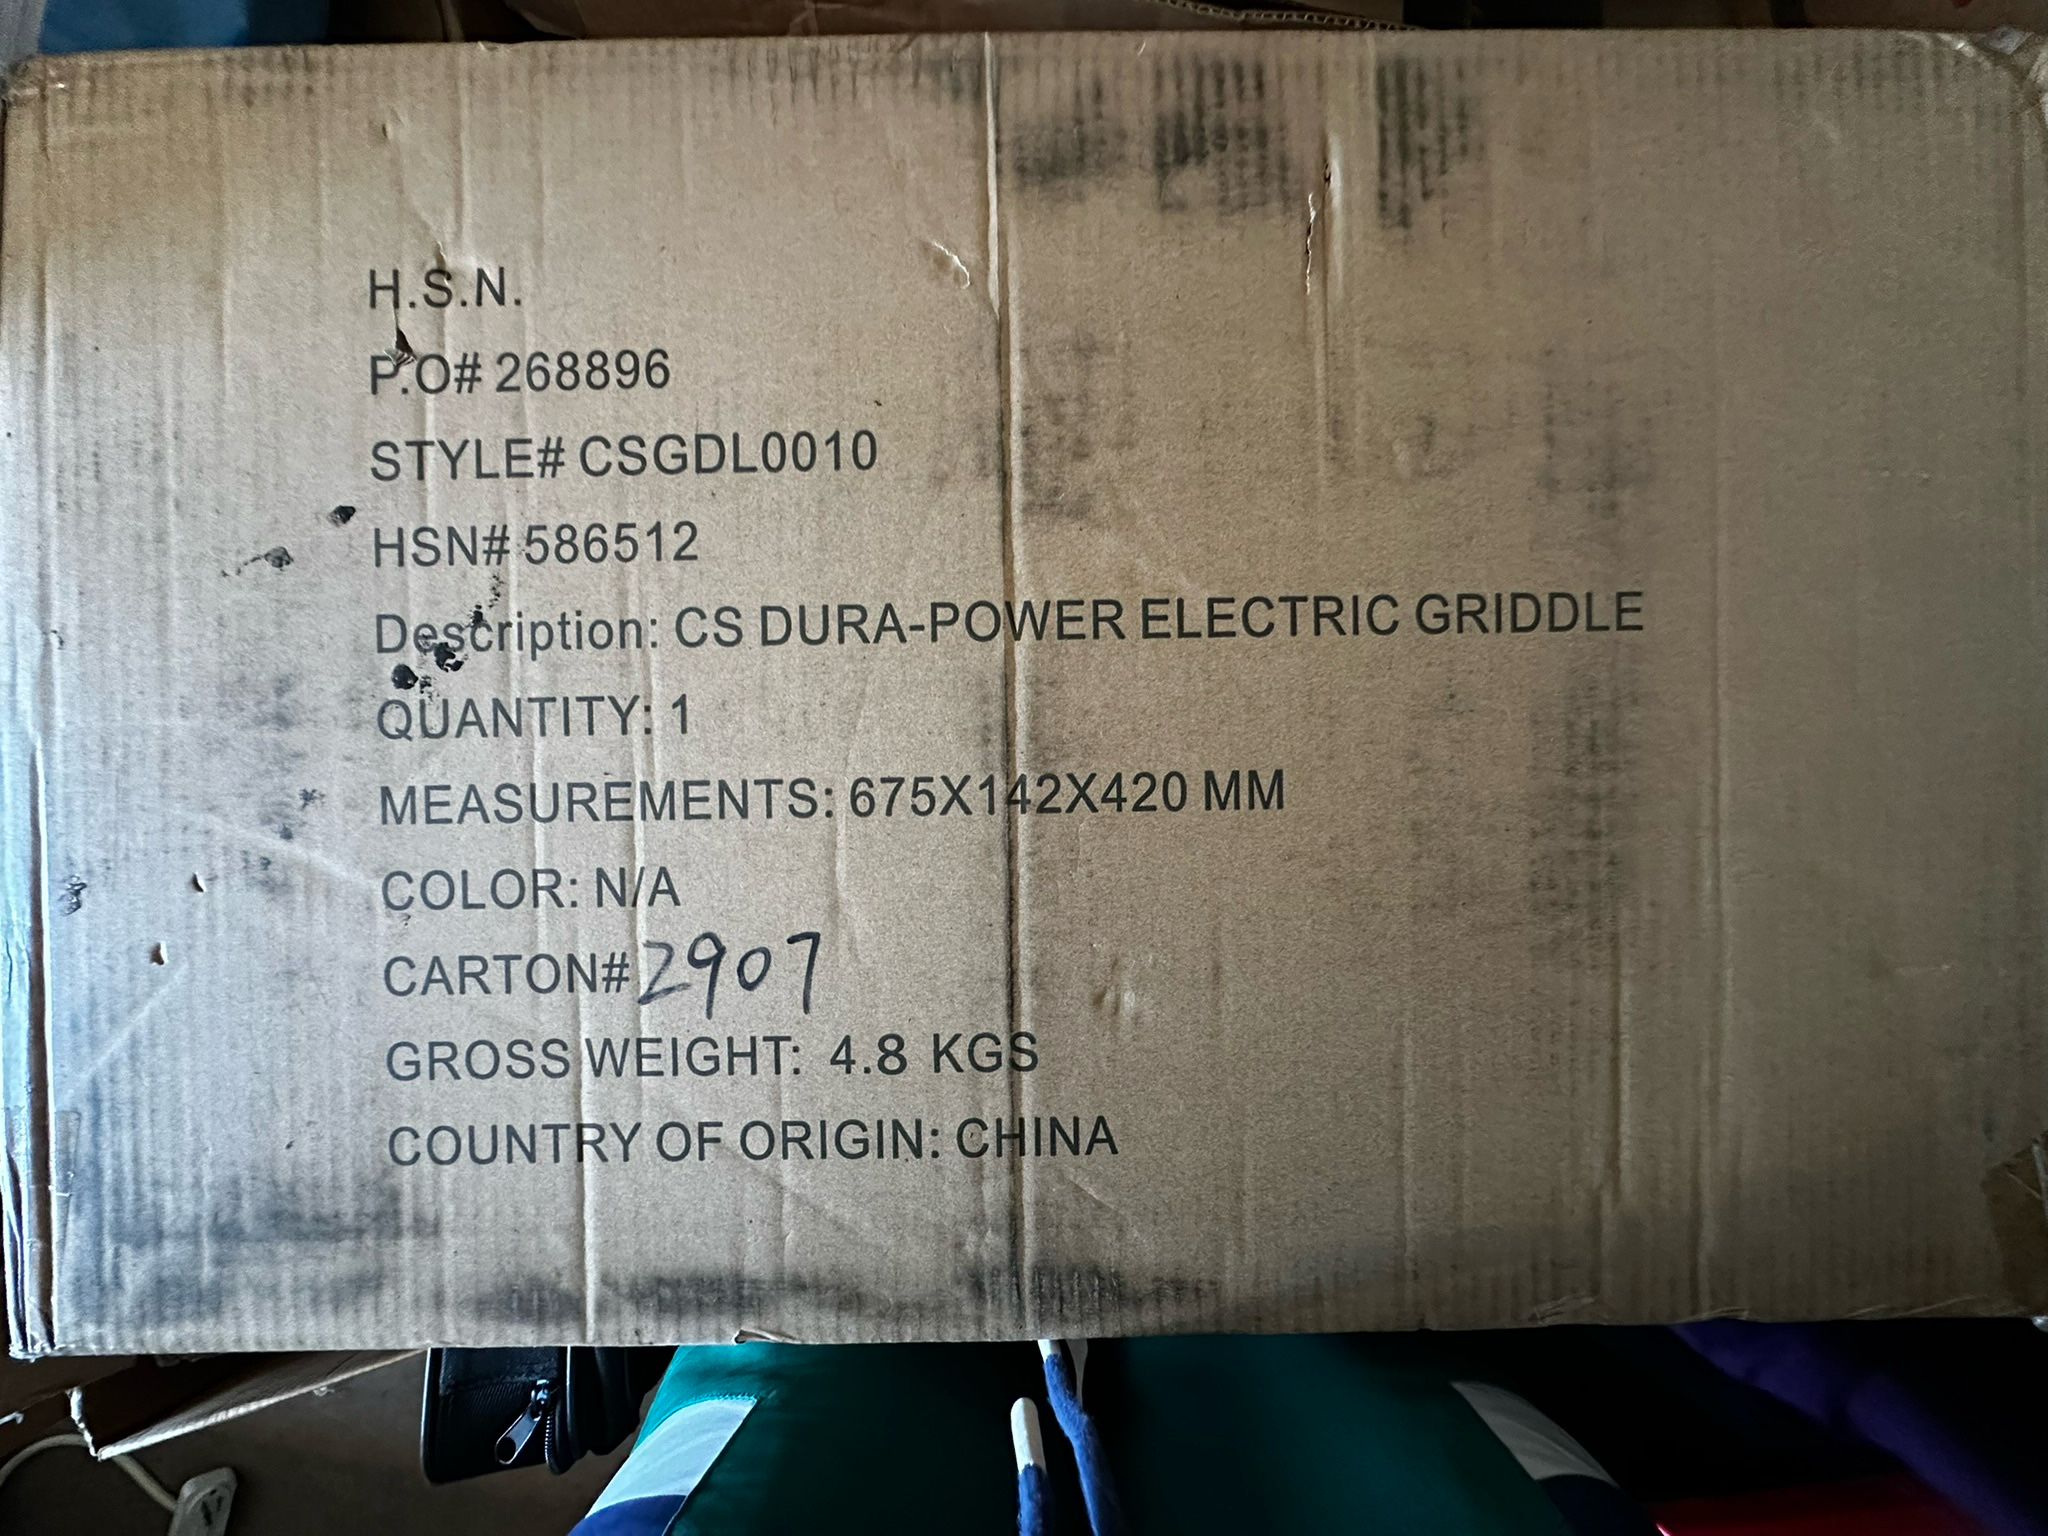 H.S.N.
P.O# 268896
STYLE# CSGDL0010
HSN# 586512
Description: CS DURA-POWER ELECTRIC GRIDDLE
QUANTITY: 1
MEASUREMENTS: 675X142X420 MM
COLOR: N/A
CARTON# 2907
GROSS WEIGHT: 4.8 KGS
COUNTRY OF ORIGIN: CHINA